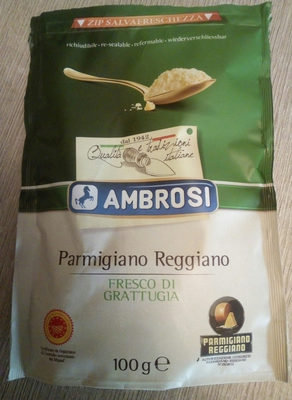 ZIP SALVAFRESCHEZZA
richiudibile - re-sealable - refermable - wiederverschliessbar
dal 1942
Qualità e tradizioni
italiane
AMBROSI
Parmigiano Reggiano
FRESCO DI
GRATTUGIA
100 g e
PARMIGIANO
REGGIANO